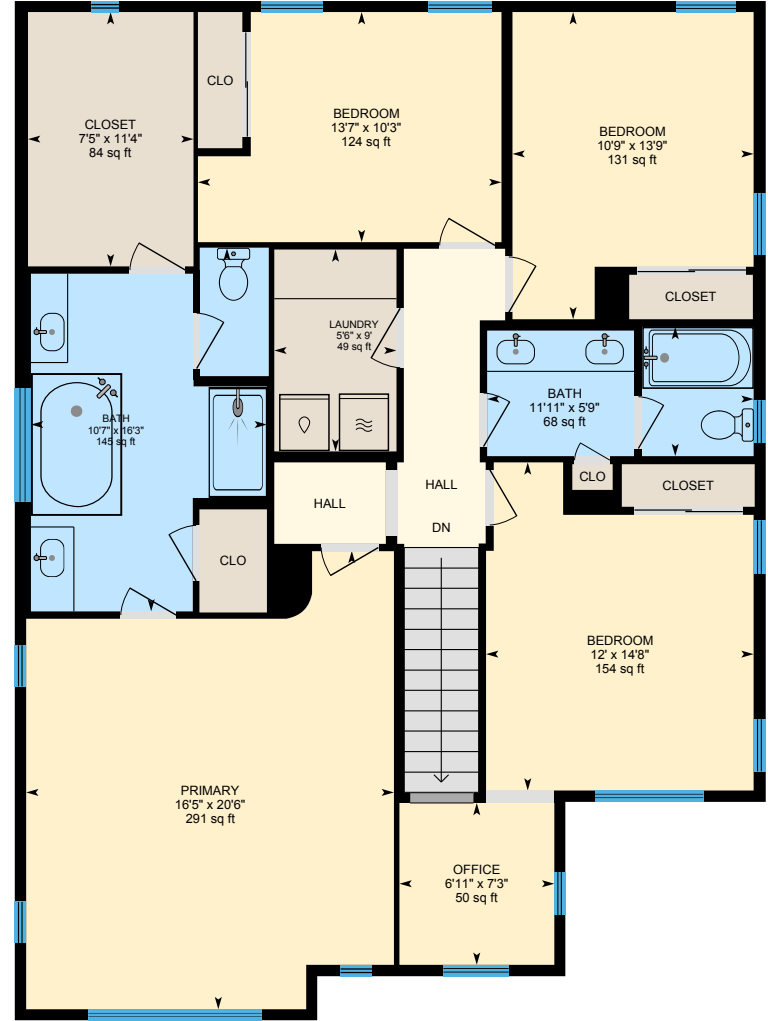 CLOSET
7'5" x 11'4"
84 sq ft
CLO
BEDROOM
13'7" x 10'3"
124 sq ft
BEDROOM
10'9" x 13'9"
131 sq ft
CLOSET
LAUNDRY
5'6" x 9'
49 sq ft
BATH
10'7" x 16'3"
145 sq ft
BATH
11'11" x 5'9"
68 sq ft
CLO
CLOSET
HALL
HALL
DN
CLO
BEDROOM
12' x 14'8"
154 sq ft
PRIMARY
16'5" x 20'6"
291 sq ft
OFFICE
6'11" x 7'3"
50 sq ft